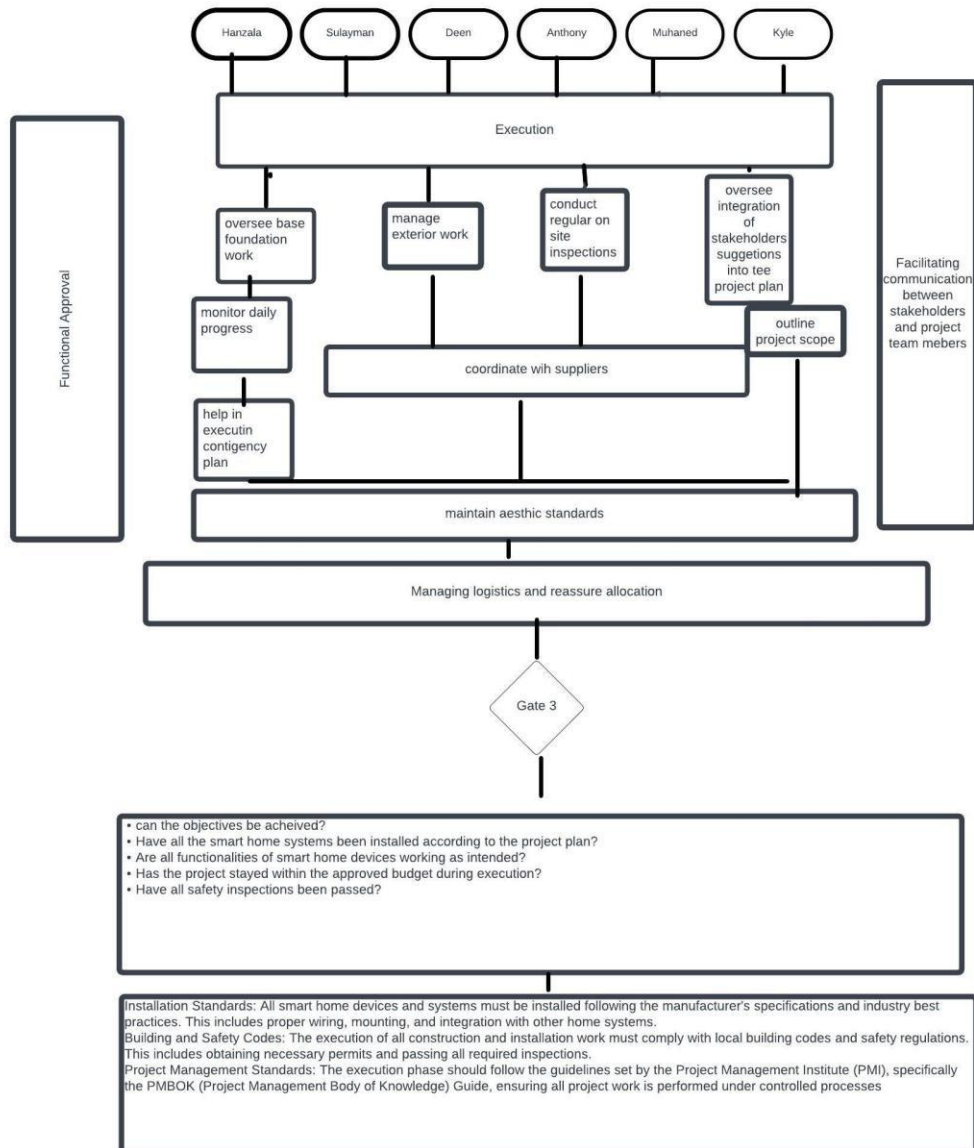 Hanzala
Sulayman
Deen
Anthony
Muhaned
Kyle
Execution
Functional Approval
oversee base
foundation
work
manage
exterior work
conduct
regular on
site
inspections
oversee
integration
of
stakeholders
suggetions
into tee
project plan
Facilitating
communication
between
stakeholders
and project
team mebers
monitor daily
progress
outline
project scope
coordinate wih suppliers
help in
executin
contigency
plan
maintain aesthic standards
Managing logistics and reassure allocation
Gate 3
• can the objectives be acheived?
• Have all the smart home systems been installed according to the project plan?
• Are all functionalities of smart home devices working as intended?
• Has the project stayed within the approved budget during execution?
• Have all safety inspections been passed?
Installation Standards: All smart home devices and systems must be installed following the manufacturer's specifications and industry best
practices. This includes proper wiring, mounting, and integration with other home systems.
Building and Safety Codes: The execution of all construction and installation work must comply with local building codes and safety regulations.
This includes obtaining necessary permits and passing all required inspections.
Project Management Standards: The execution phase should follow the guidelines set by the Project Management Institute (PMI), specifically
the PMBOK (Project Management Body of Knowledge) Guide, ensuring all project work is performed under controlled processes